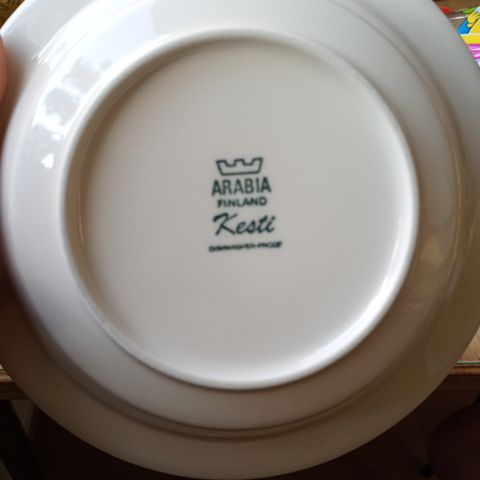 ARABIA
FINLAND
Kesti
DISHWASHER-PROOF